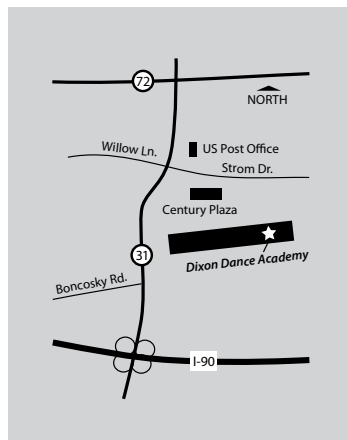 72
NORTH
US Post Office
Willow Ln.
Strom Dr.
Century Plaza
Dixon Dance Academy
31
Boncosky Rd.
I-90